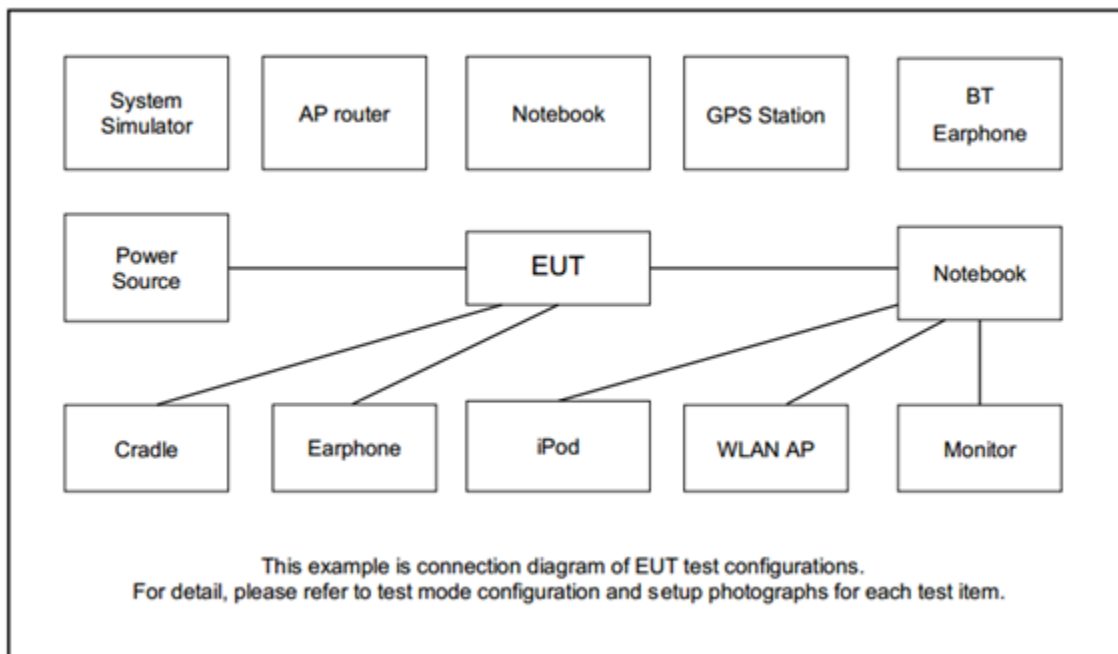 System
Simulator
AP router
Notebook
GPS Station
BT
Earphone
Power
Source
EUT
Notebook
Cradle
Earphone
iPod
WLAN AP
Monitor
This example is connection diagram of EUT test configurations.
For detail, please refer to test mode configuration and setup photographs for each test item.